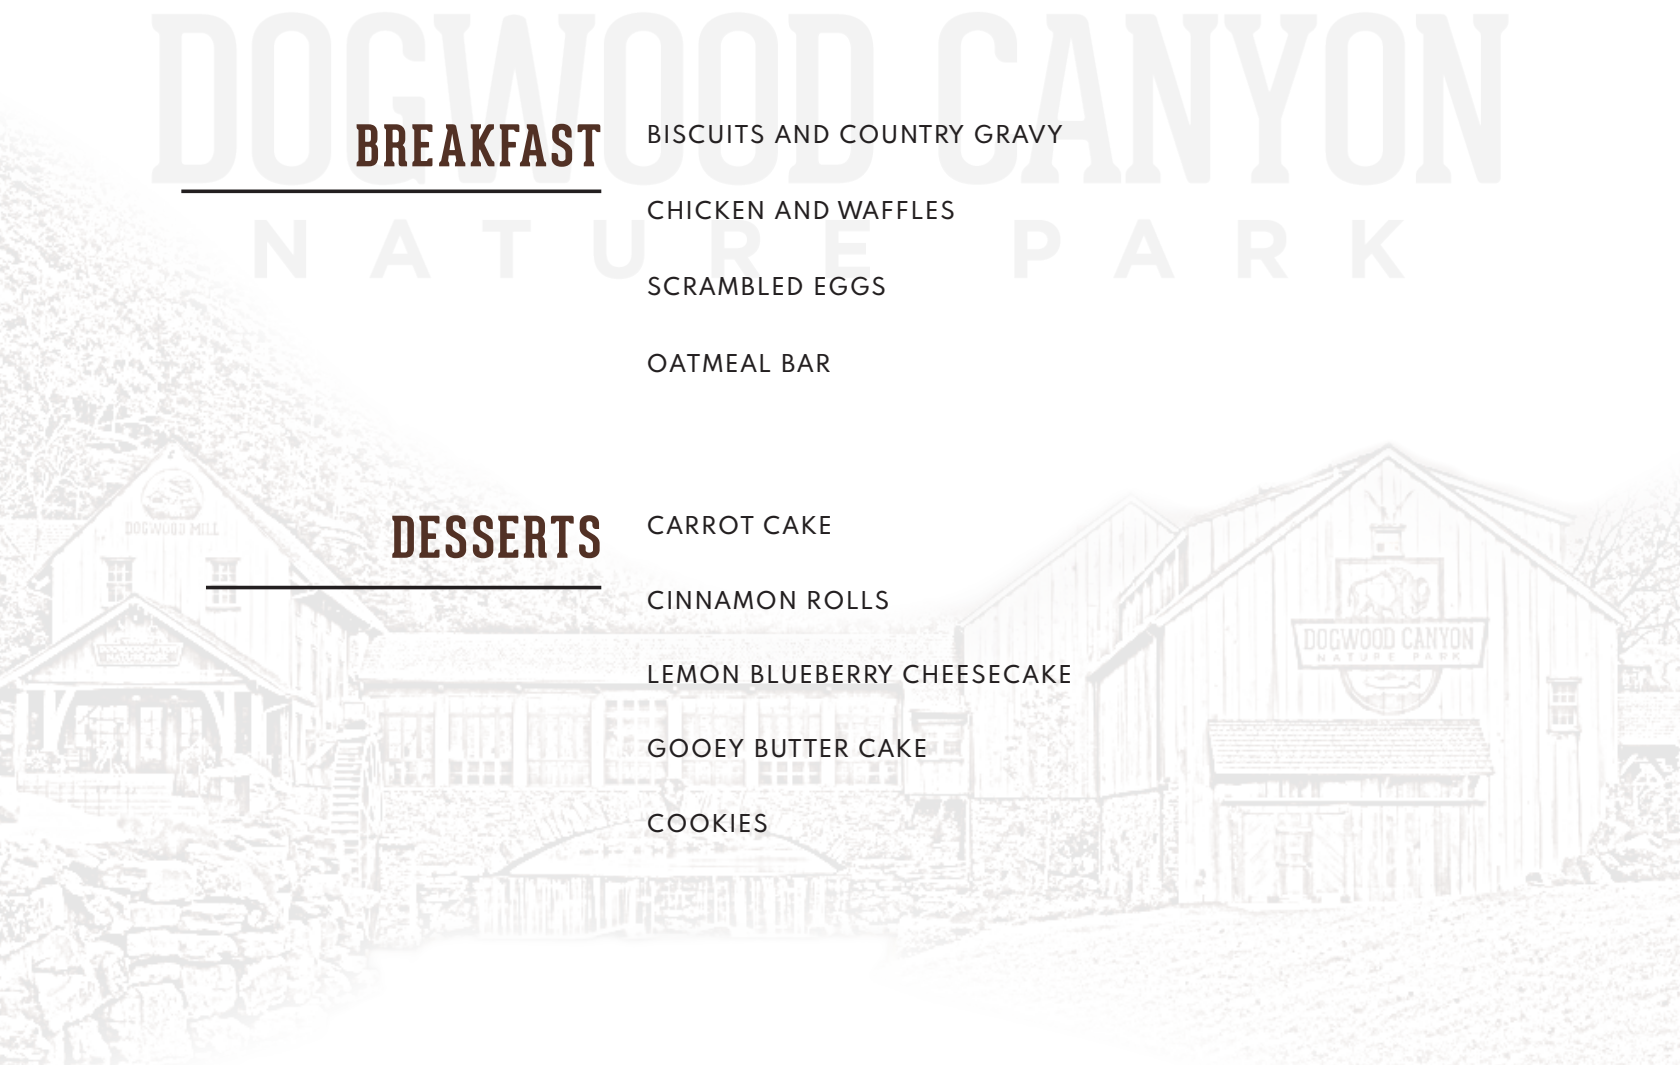 DOGWOOD CANYON
NATURE PARK
BREAKFAST
BISCUITS AND COUNTRY GRAVY
CHICKEN AND WAFFLES
SCRAMBLED EGGS
OATMEAL BAR
DESSERTS
CARROT CAKE
CINNAMON ROLLS
LEMON BLUEBERRY CHEESECAKE
GOOEY BUTTER CAKE
COOKIES
DOGWOOD MILL
DOGWOOD CANYON
NATURE PARK